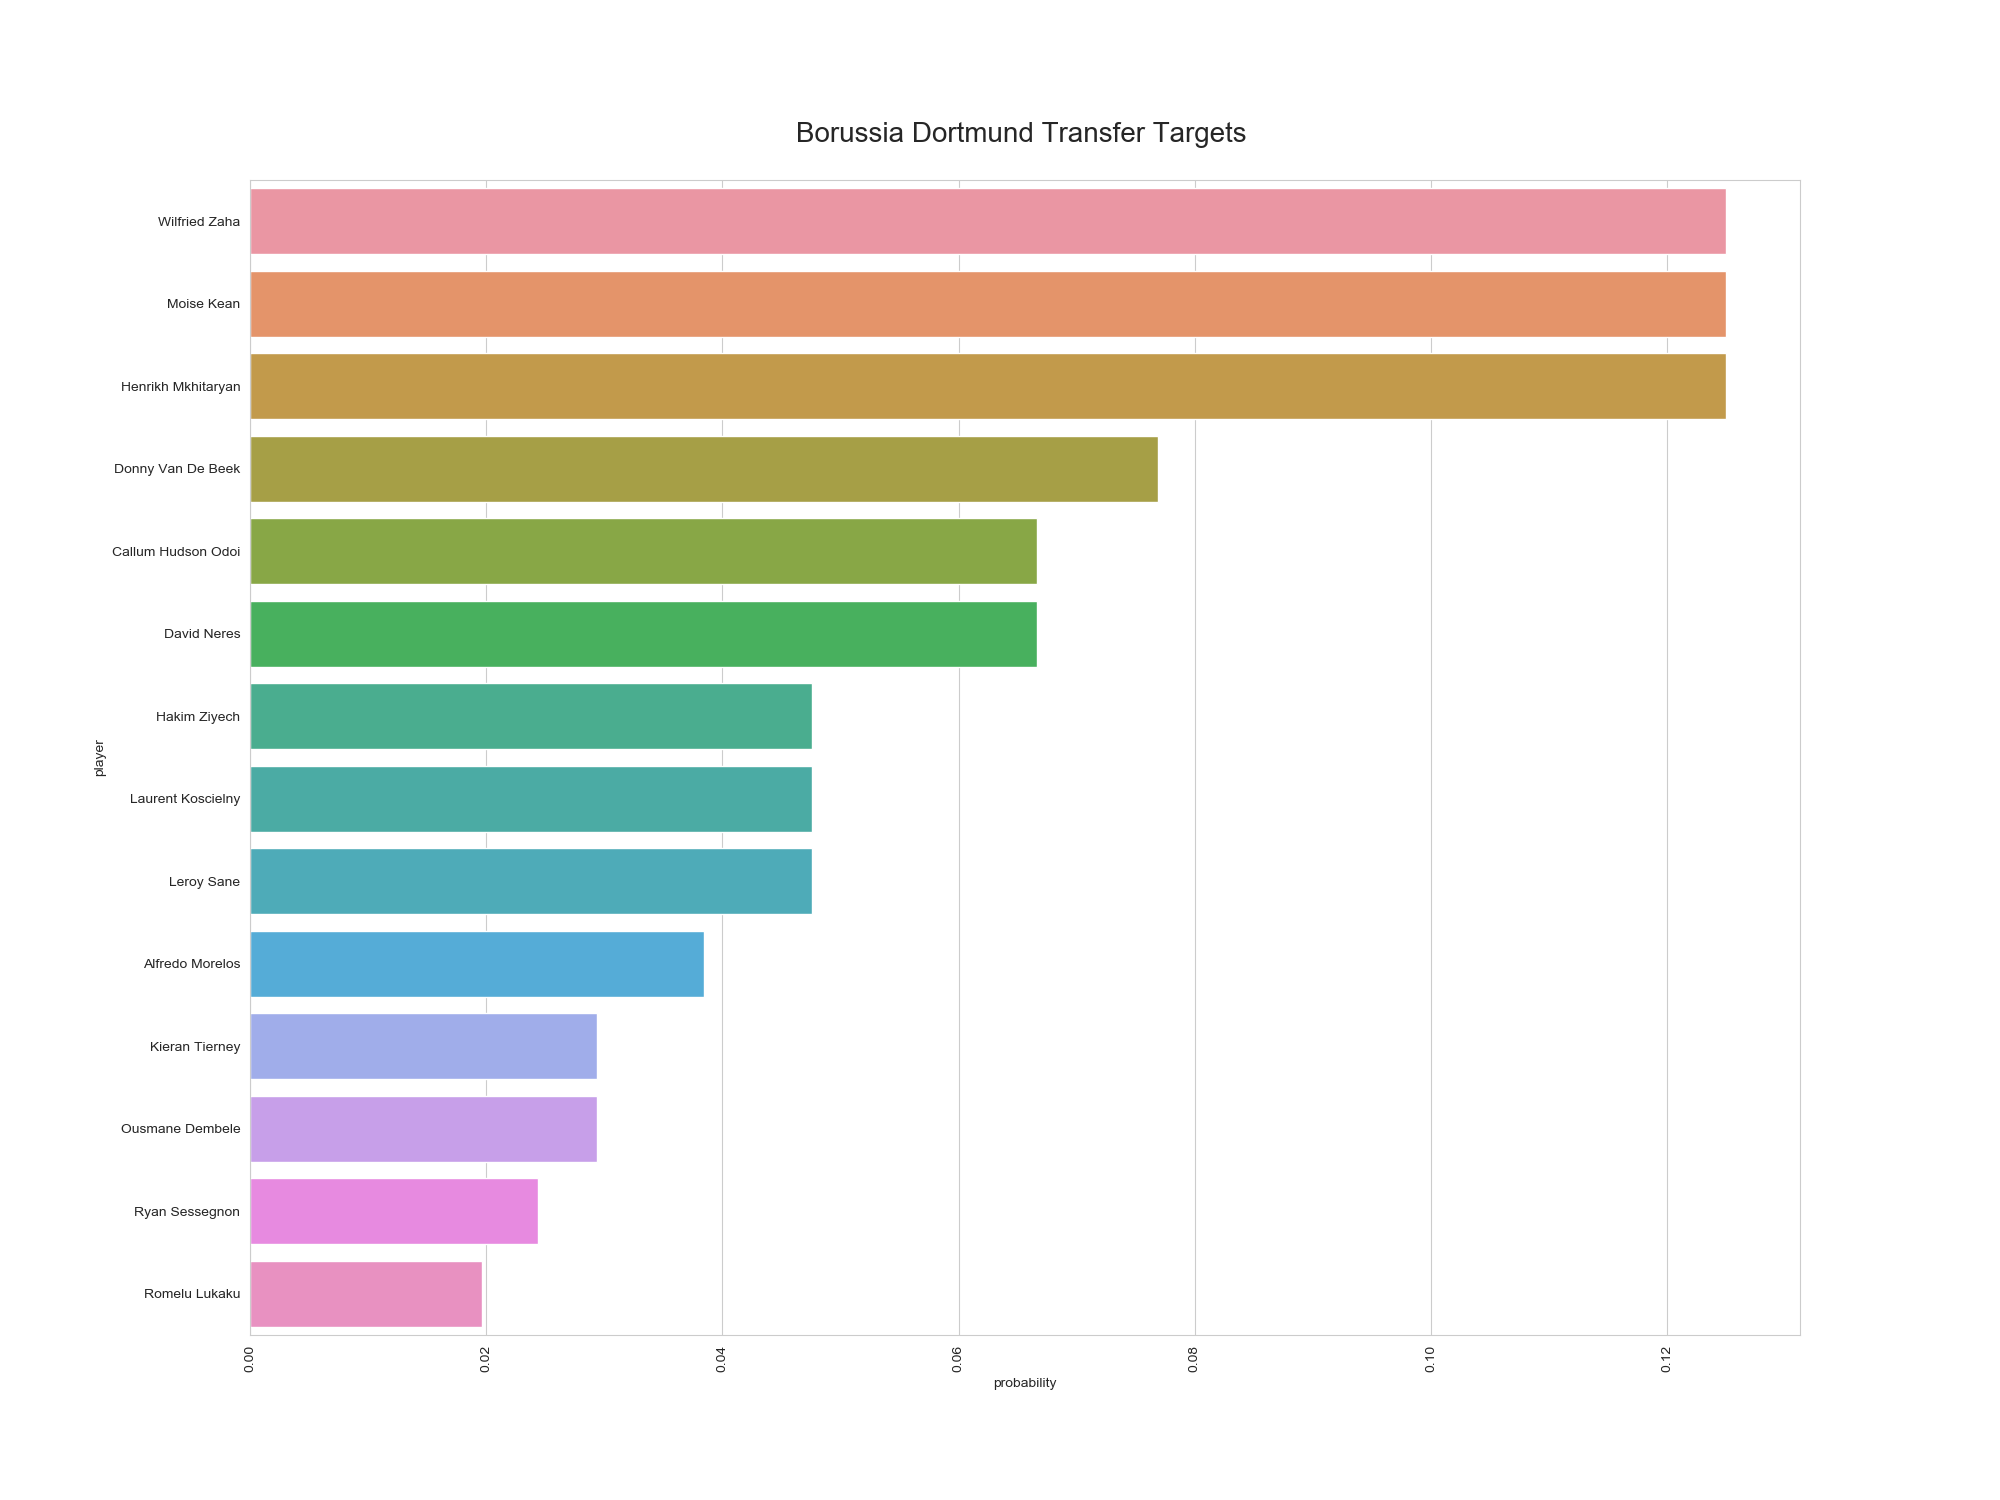 Borussia Dortmund Transfer Targets
Wilfried Zaha
Moise Kean
Henrikh Mkhitaryan
Donny Van De Beek
Callum Hudson Odoi
David Neres
Hakim Ziyech
Laurent Koscielny
Leroy Sane
Alfredo Morelos
Kieran Tierney
Ousmane Dembele
Ryan Sessegnon
Romelu Lukaku
player
0.00
0.02
0.04
0.06
0.08
0.10
0.12
probability